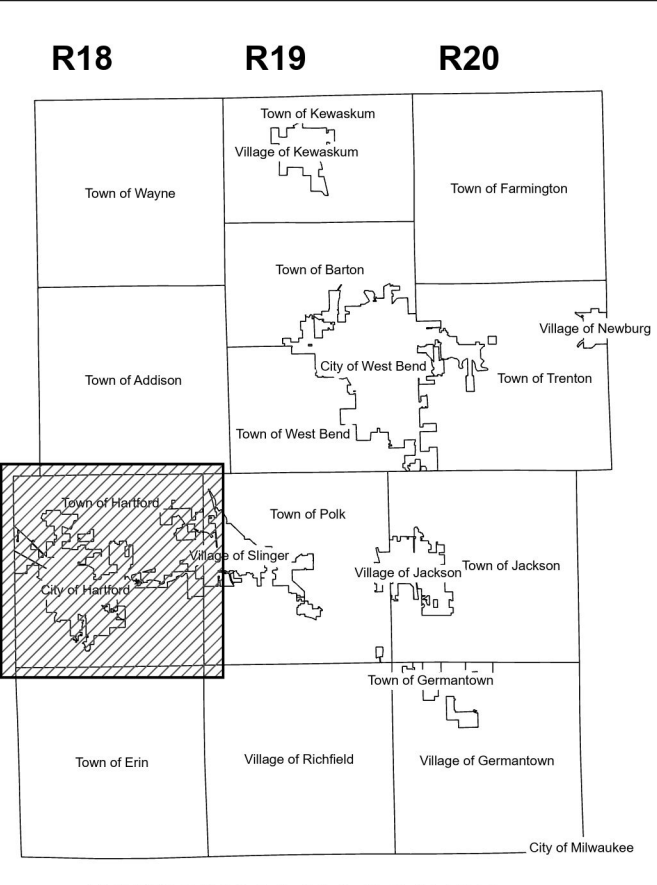 R18 R19 R20
Town of Kewaskum
Village of Kewaskum
Town of Wayne
Town of Farmington
Town of Barton
Village of Newburg
City of West Bend
Town of Addison
Town of Trenton
Town of West Bend
Town of Hartford
Town of Polk
Village of Slinger
Village of Jackson
Town of Jackson
City of Hartford
Town of Germantown
Town of Erin
Village of Richfield
Village of Germantown
City of Milwaukee